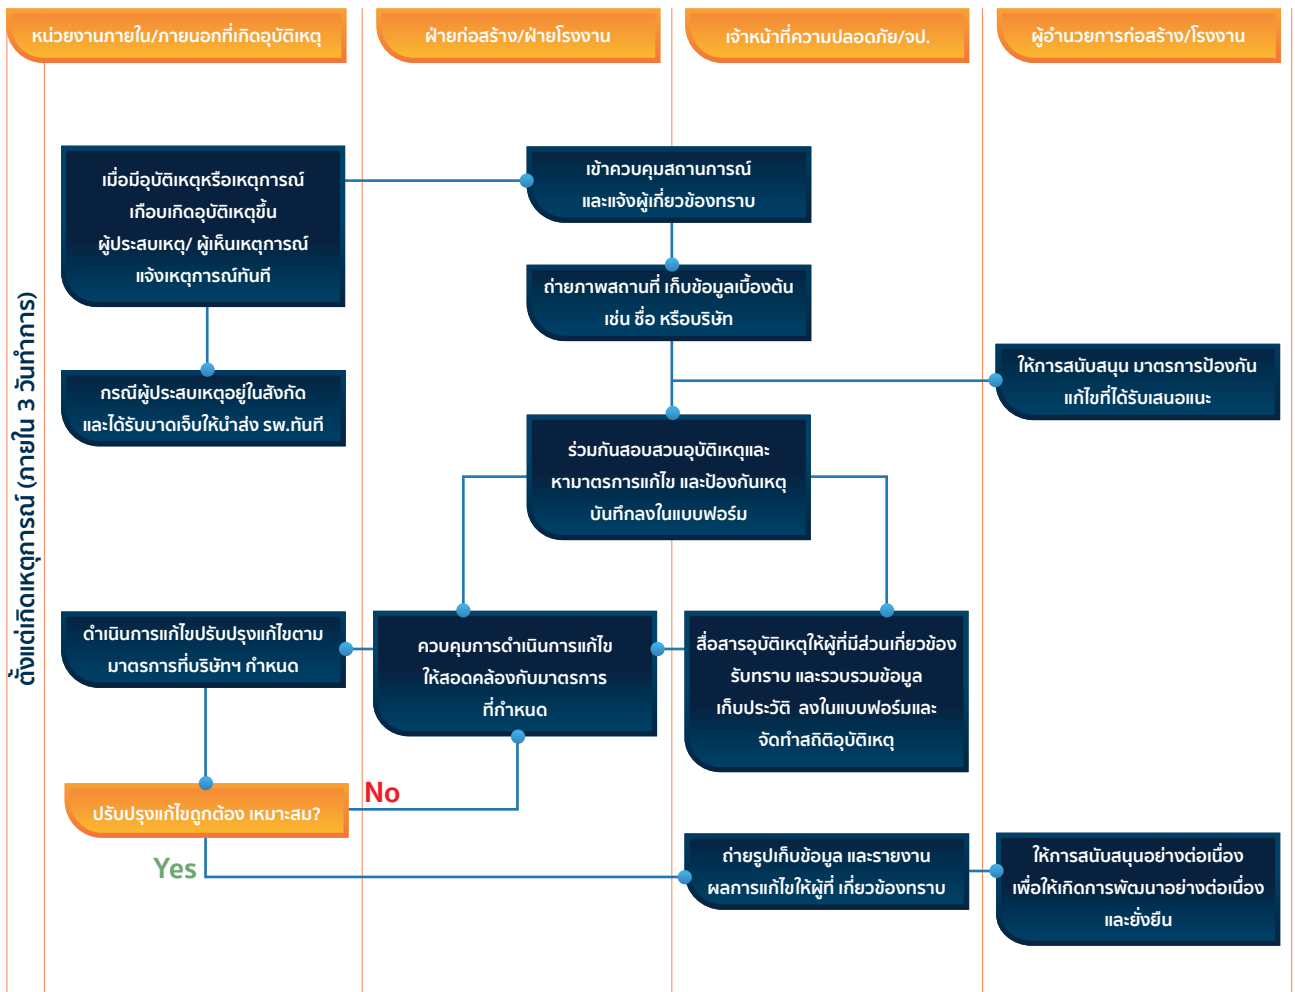 หน่วยงานภายใน/ภายนอกที่เกิดอุบัติเหตุ
ฝ่ายก่อสร้าง/ฝ่ายโรงงาน
เจ้าหน้าที่ความปลอดภัย/จป.
ผู้อำนวยการก่อสร้าง/โรงงาน
ตั้งแต่เกิดเหตุการณ์ (ภายใน 3 วันทำการ)
เมื่อมีอุบัติเหตุหรือเหตุการณ์
เกือบเกิดอุบัติเหตุขึ้น
ผู้ประสบเหตุ/ ผู้เห็นเหตุการณ์
แจ้งเหตุการณ์ทันที
เข้าควบคุมสถานการณ์
และแจ้งผู้เกี่ยวข้องทราบ
ถ่ายภาพสถานที่ เก็บข้อมูลเบื้องต้น
เช่น ชื่อ หรือบริษัท
กรณีผู้ประสบเหตุอยู่ในสังกัด
และได้รับบาดเจ็บให้นำส่ง รพ.ทันที
ให้การสนับสนุน มาตรการป้องกัน
แก้ไขที่ได้รับเสนอแนะ
ร่วมกันสอบสวนอุบัติเหตุและ
หามาตรการแก้ไข และป้องกันเหตุ
บันทึกลงในแบบฟอร์ม
ดำเนินการแก้ไขปรับปรุงแก้ไขตาม
มาตรการที่บริษัทฯ กำหนด
ควบคุมการดำเนินการแก้ไข
ให้สอดคล้องกับมาตรการ
ที่กำหนด
สื่อสารอุบัติเหตุให้ผู้ที่มีส่วนเกี่ยวข้อง
รับทราบ และรวบรวมข้อมูล
เก็บประวัติ ลงในแบบฟอร์มและ
จัดทำสถิติอุบัติเหตุ
ปรับปรุงแก้ไขถูกต้อง เหมาะสม?
No
Yes
ถ่ายรูปเก็บข้อมูล และรายงาน
ผลการแก้ไขให้ผู้ที่ เกี่ยวข้องทราบ
ให้การสนับสนุนอย่างต่อเนื่อง
เพื่อให้เกิดการพัฒนาอย่างต่อเนื่อง
และยั่งยืน